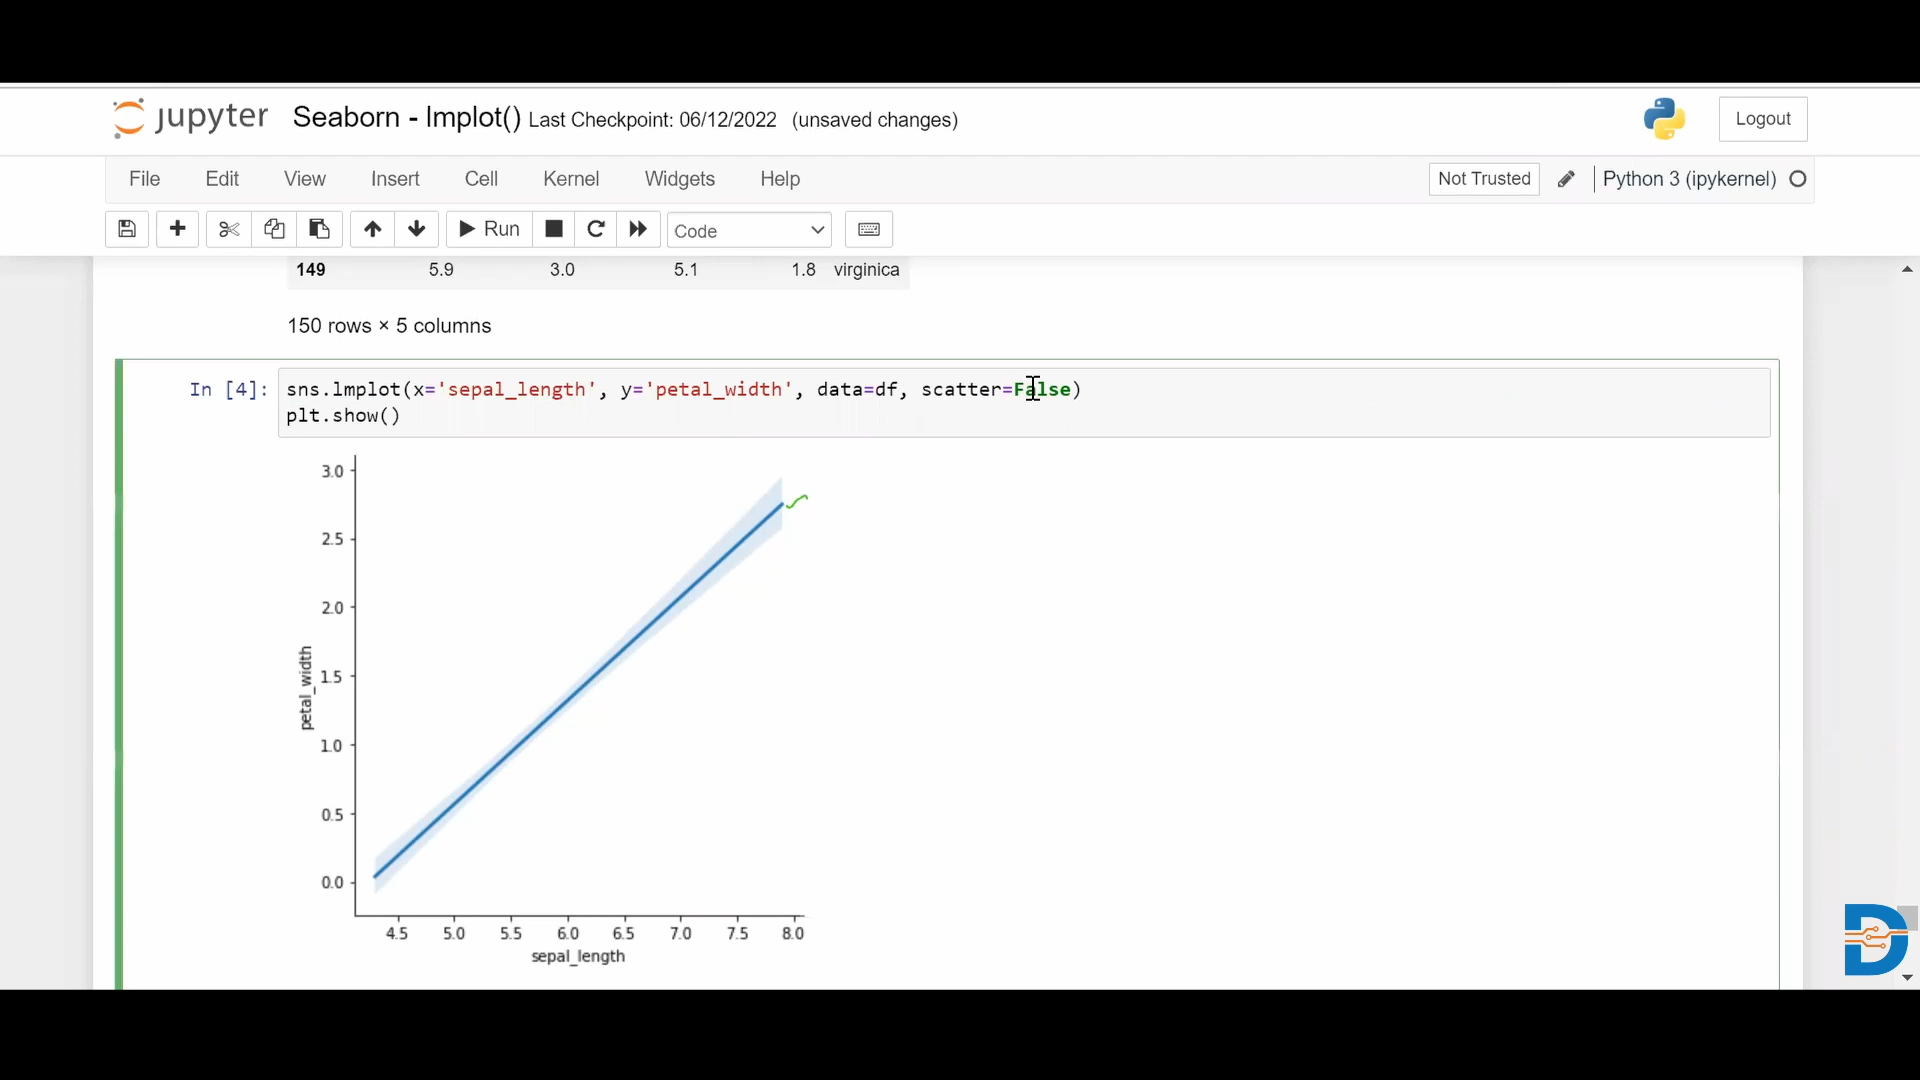 jupyter Seaborn - lmplot() Last Checkpoint: 06/12/2022 (unsaved changes) Logout
File Edit View Insert Cell Kernel Widgets Help Not Trusted Python 3 (ipykernel)
Run Code
149 5.9 3.0 5.1 1.8 virginica
150 rows × 5 columns
In [4]: sns.lmplot(x='sepal_length', y='petal_width', data=df, scatter=False)
plt.show()
3.0
2.5
2.0
1.5
1.0
0.5
0.0
petal_width
4.5 5.0 5.5 6.0 6.5 7.0 7.5 8.0
sepal_length
D